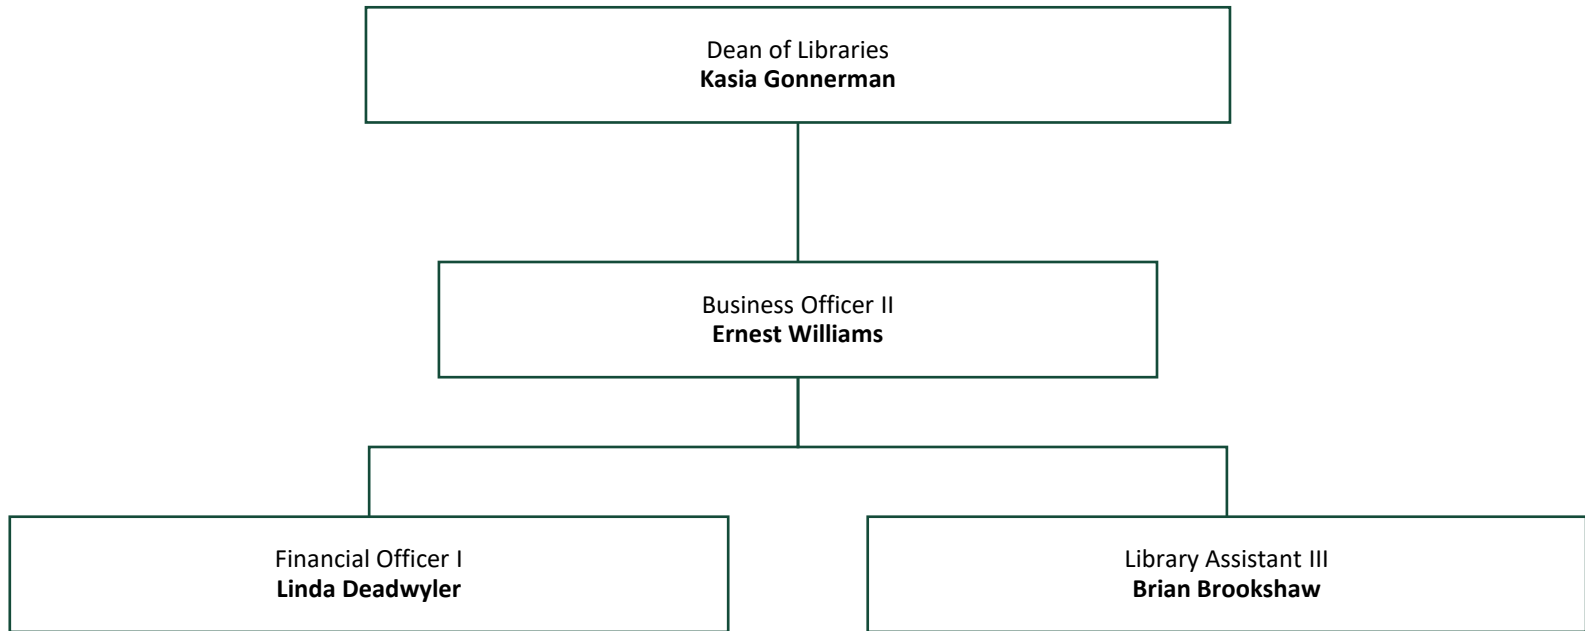 Dean of Libraries
Kasia Gonnerman
Business Officer II
Ernest Williams
Financial Officer I
Linda Deadwyler
Library Assistant III
Brian Brookshaw